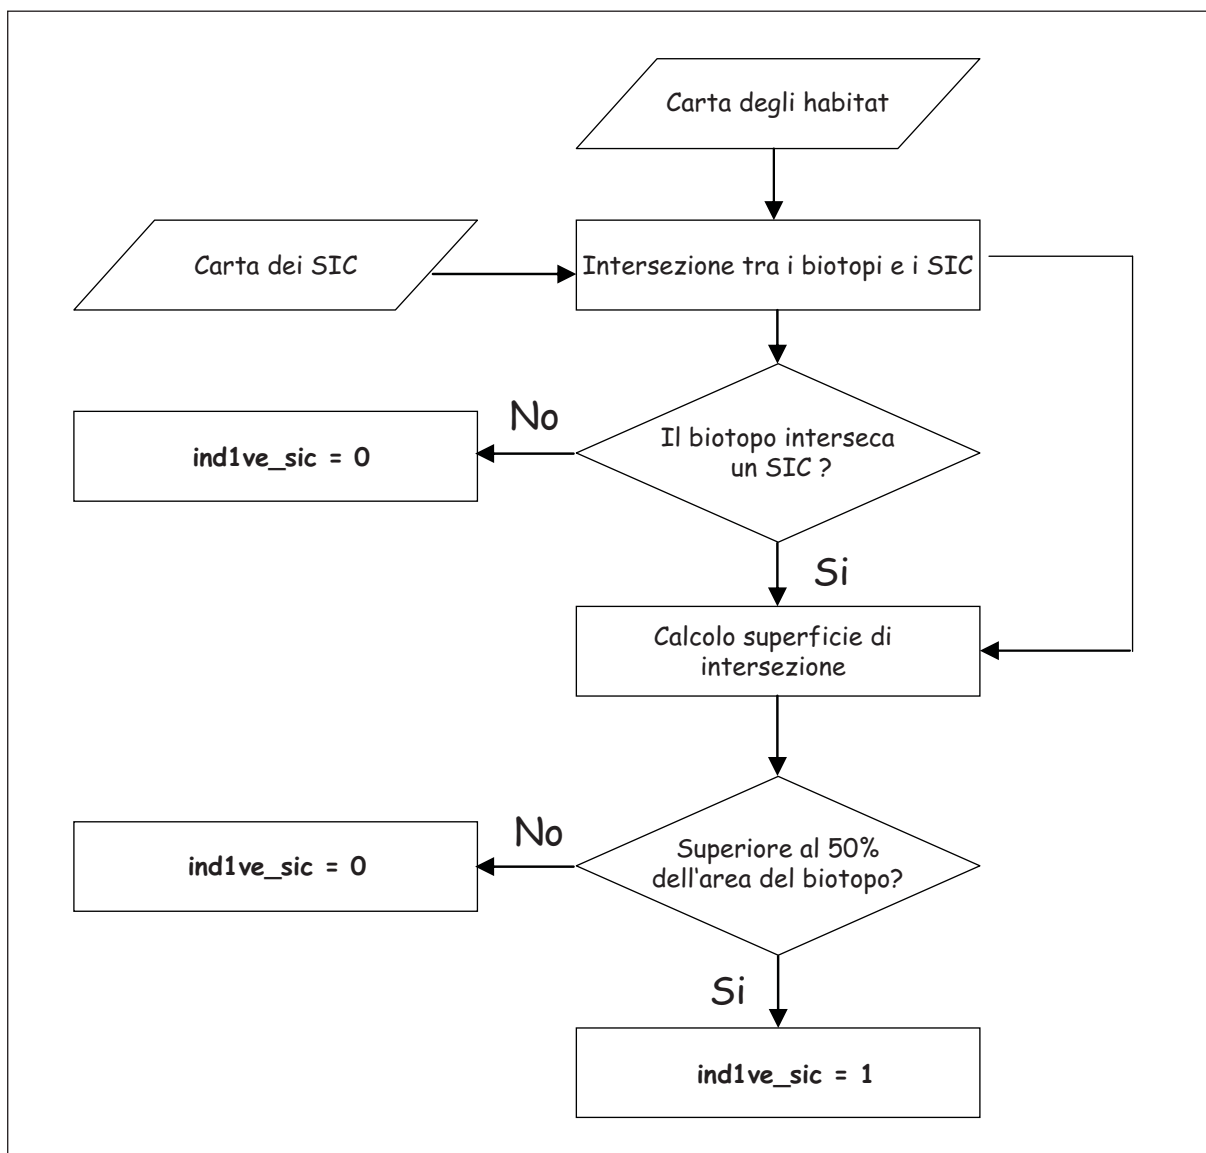 Carta degli habitat
Carta dei SIC
Intersezione tra i biotopi e i SIC
No
Il biotopo interseca
un SIC ?
ind1ve_sic = 0
Si
Calcolo superficie di
intersezione
No
Superiore al 50%
dell'area del biotopo?
ind1ve_sic = 0
Si
ind1ve_sic = 1